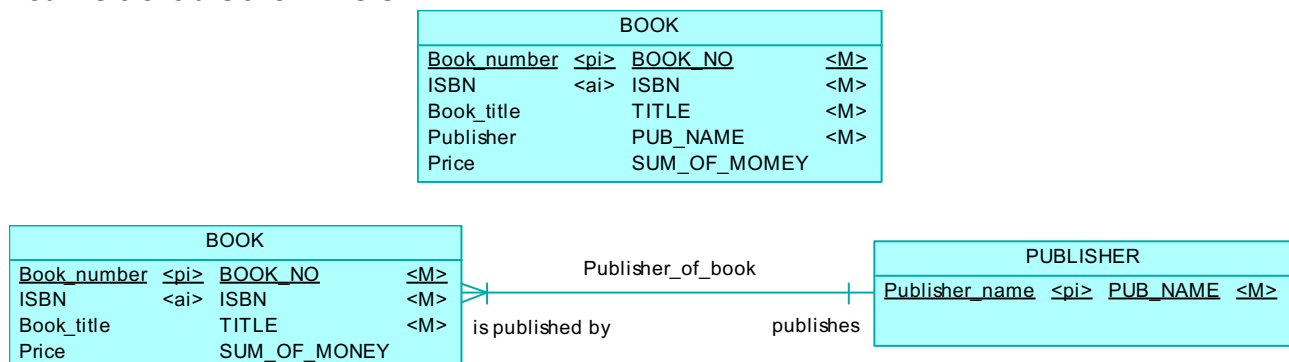 BOOK
Book_number <pi> BOOK_NO <M>
ISBN <ai> ISBN <M>
Book_title TITLE <M>
Publisher PUB_NAME <M>
Price SUM_OF_MOMEY
BOOK
Book_number <pi> BOOK_NO <M>
ISBN <ai> ISBN <M>
Book_title TITLE <M>
Price SUM_OF_MONEY
Publisher_of_book
is published by
publishes
PUBLISHER
Publisher_name <pi> PUB_NAME <M>